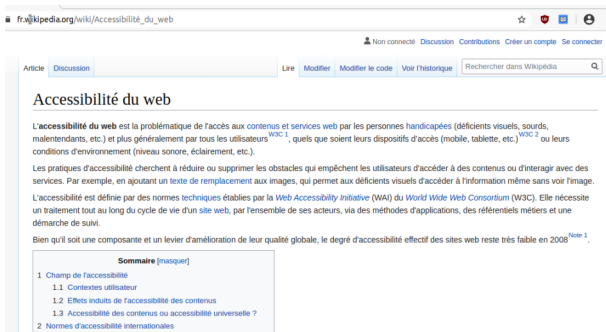 fr.wikipedia.org/wiki/Accessibilité_du_web
Non connecté Discussion Contributions Créer un compte Se connecter
Article Discussion Lire Modifier Modifier le code Voir l'historique Rechercher dans Wikipédia
Accessibilité du web
L'accessibilité du web est la problématique de l'accès aux contenus et services web par les personnes handicapées (déficients visuels, sourds,
malentendants, etc.) et plus généralement par tous les utilisateurs W3C 1, quels que soient leurs dispositifs d'accès (mobile, tablette, etc.) W3C 2 ou leurs
conditions d'environnement (niveau sonore, éclairement, etc.).
Les pratiques d'accessibilité cherchent à réduire ou supprimer les obstacles qui empêchent les utilisateurs d'accéder à des contenus ou d'interagir avec des
services. Par exemple, en ajoutant un texte de remplacement aux images, qui permet aux déficients visuels d'accéder à l'information même sans voir l'image.
L'accessibilité est définie par des normes techniques établies par la Web Accessibility Initiative (WAI) du World Wide Web Consortium (W3C). Elle nécessite
un traitement tout au long du cycle de vie d'un site web, par l'ensemble de ses acteurs, via des méthodes d'applications, des référentiels métiers et une
démarche de suivi.
Bien qu'il soit une composante et un levier d'amélioration de leur qualité globale, le degré d'accessibilité effectif des sites web reste très faible en 2008 Note 1.
Sommaire [masquer]
1 Champ de l'accessibilité
1.1 Contextes utilisateur
1.2 Effets induits de l'accessibilité des contenus
1.3 Accessibilité des contenus ou accessibilité universelle ?
2 Normes d'accessibilité internationales